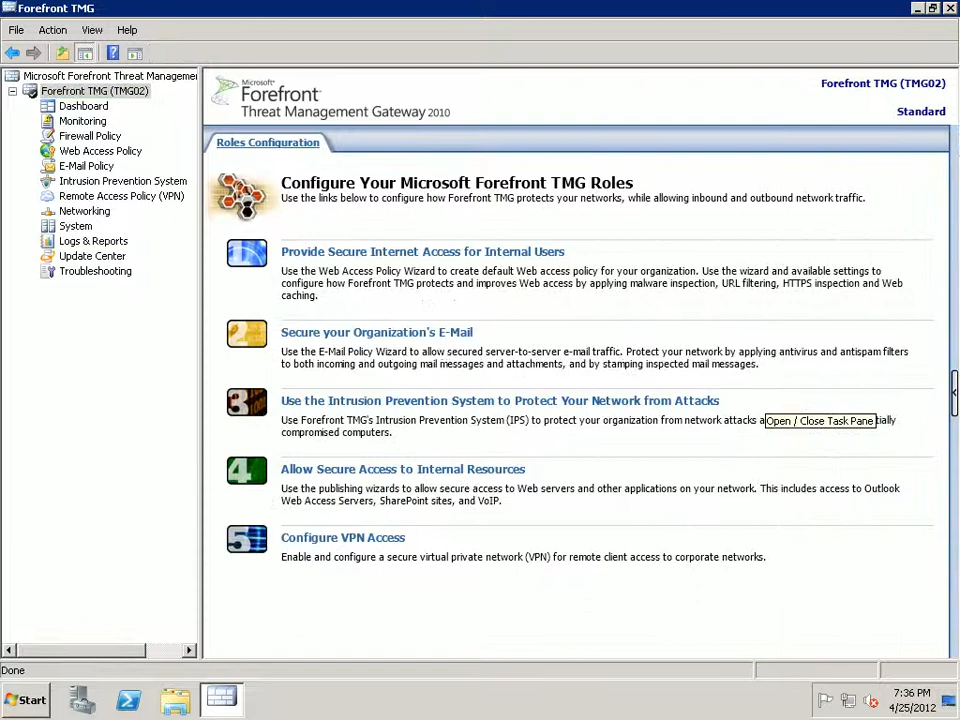 Forefront TMG
File Action View Help
Microsoft Forefront Threat Manageme
Forefront TMG (TMG02)
Dashboard
Monitoring
Firewall Policy
Web Access Policy
E-Mail Policy
Intrusion Prevention System
Remote Access Policy (VPN)
Networking
System
Logs & Reports
Update Center
Troubleshooting
Microsoft®
Forefront™
Threat Management Gateway 2010
Forefront TMG (TMG02)
Standard
Roles Configuration
Configure Your Microsoft Forefront TMG Roles
Use the links below to configure how Forefront TMG protects your networks, while allowing inbound and outbound network traffic.
1
Provide Secure Internet Access for Internal Users
Use the Web Access Policy Wizard to create default Web access policy for your organization. Use the wizard and available settings to
configure how Forefront TMG protects and improves Web access by applying malware inspection, URL filtering, HTTPS inspection and Web
caching.
2
Secure your Organization's E-Mail
Use the E-Mail Policy Wizard to allow secured server-to-server e-mail traffic. Protect your network by applying antivirus and antispam filters
to both incoming and outgoing mail messages and attachments, and by stamping inspected mail messages.
3
Use the Intrusion Prevention System to Protect Your Network from Attacks
Use Forefront TMG's Intrusion Prevention System (IPS) to protect your organization from network attacks a Open / Close Task Pane tially
compromised computers.
4
Allow Secure Access to Internal Resources
Use the publishing wizards to allow secure access to Web servers and other applications on your network. This includes access to Outlook
Web Access Servers, SharePoint sites, and VoIP.
5
Configure VPN Access
Enable and configure a secure virtual private network (VPN) for remote client access to corporate networks.
Done
Start
7:36 PM
4/25/2012